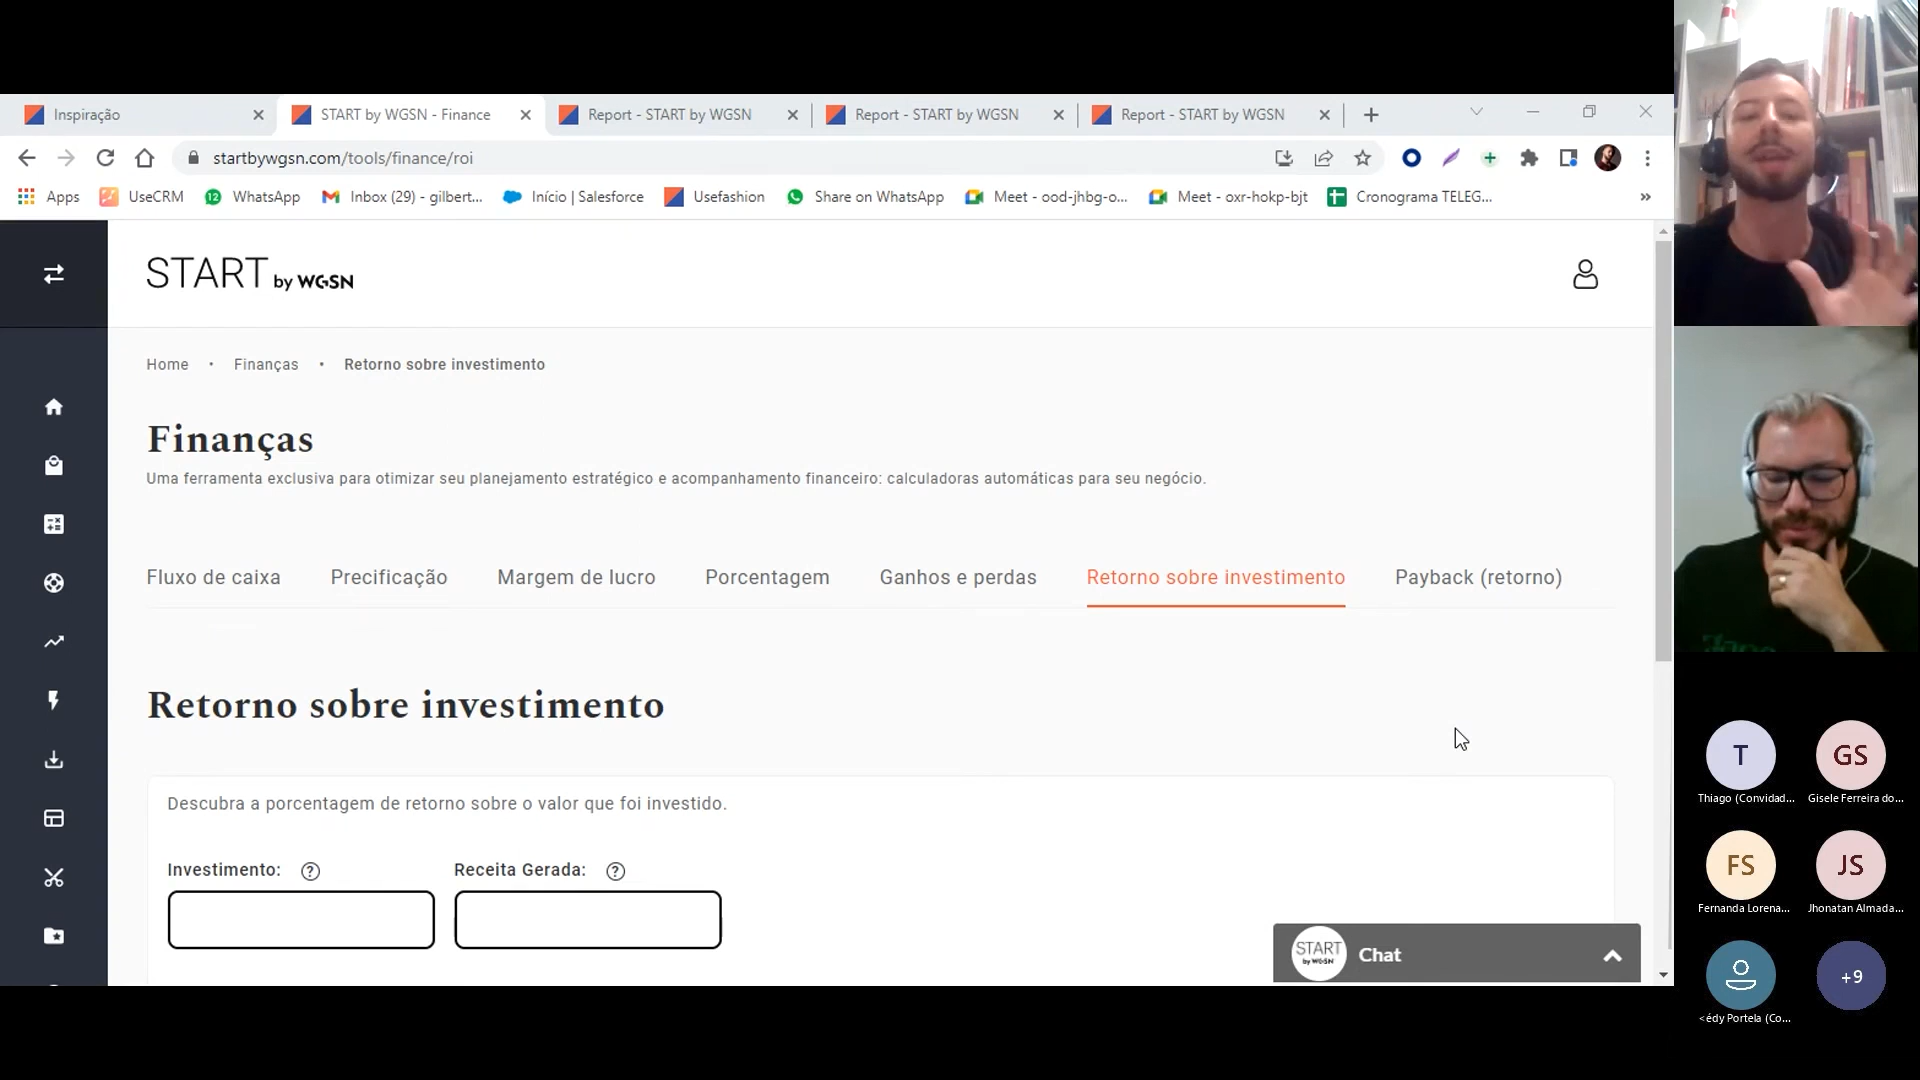 Inspiração
START by WGSN - Finance
Report - START by WGSN
Report - START by WGSN
Report - START by WGSN
startbywgsn.com/tools/finance/roi
Apps
UseCRM
12
WhatsApp
Inbox (29) - gilbert...
Início | Salesforce
Usefashion
Share on WhatsApp
Meet - ood-jhbg-o...
Meet - oxr-hokp-bjt
Cronograma TELEG...
»
START by WGSN
Home • Finanças • Retorno sobre investimento
Finanças
Uma ferramenta exclusiva para otimizar seu planejamento estratégico e acompanhamento financeiro: calculadoras automáticas para seu negócio.
Fluxo de caixa
Precificação
Margem de lucro
Porcentagem
Ganhos e perdas
Retorno sobre investimento
Payback (retorno)
Retorno sobre investimento
Descubra a porcentagem de retorno sobre o valor que foi investido.
Investimento: ?
Receita Gerada: ?
START
by WGSN
Chat
T
GS
Thiago (Convidad...
Gisele Ferreira do...
FS
JS
Fernanda Lorena...
Jhonatan Almada...
+9
<édy Portela (Co...